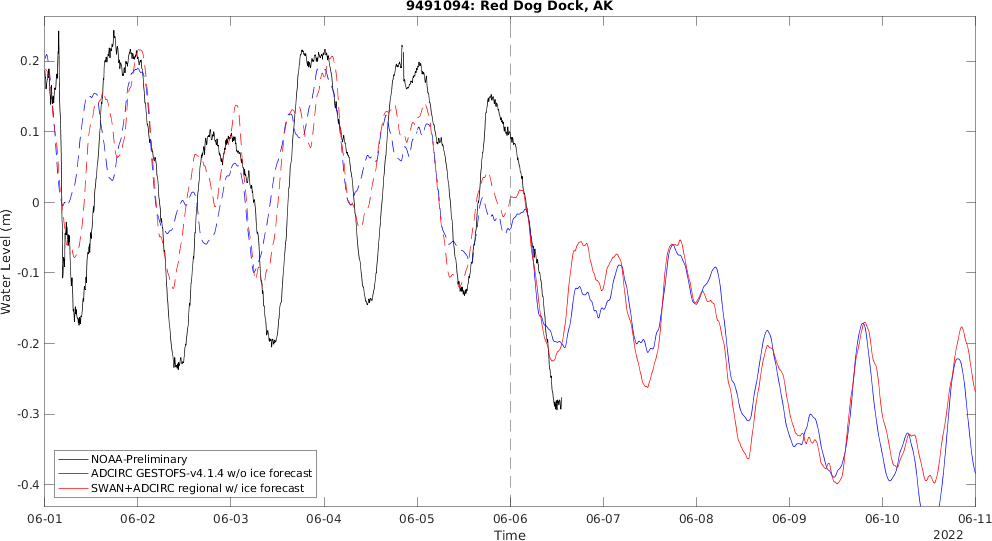 9491094: Red Dog Dock, AK
Water Level (m)
0.2
0.1
0
-0.1
-0.2
-0.3
-0.4
NOAA-Preliminary
ADCIRC GESTOFS-v4.1.4 w/o ice forecast
SWAN+ADCIRC regional w/ ice forecast
06-01 06-02 06-03 06-04 06-05 06-06 06-07 06-08 06-09 06-10 06-11
Time
2022